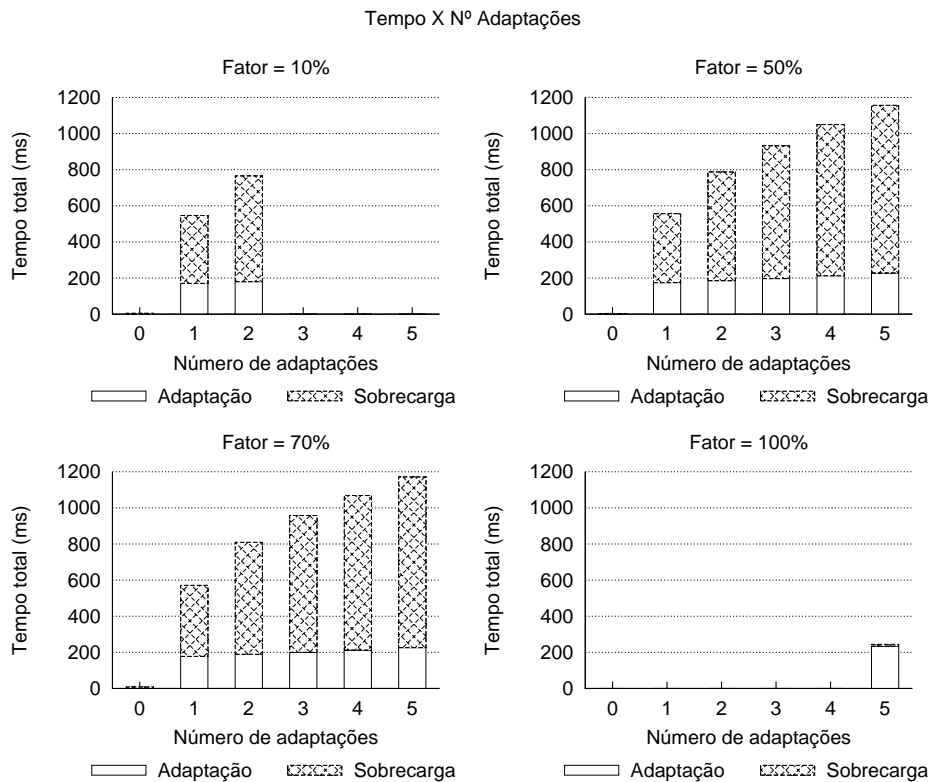 Tempo X Nº Adaptações
Fator = 10%
Tempo total (ms)
1200
1000
800
600
400
200
0
0 1 2 3 4 5
Número de adaptações
Adaptação Sobrecarga
Fator = 50%
Tempo total (ms)
1200
1000
800
600
400
200
0
0 1 2 3 4 5
Número de adaptações
Adaptação Sobrecarga
Fator = 70%
Tempo total (ms)
1200
1000
800
600
400
200
0
0 1 2 3 4 5
Número de adaptações
Adaptação Sobrecarga
Fator = 100%
Tempo total (ms)
1200
1000
800
600
400
200
0
0 1 2 3 4 5
Número de adaptações
Adaptação Sobrecarga